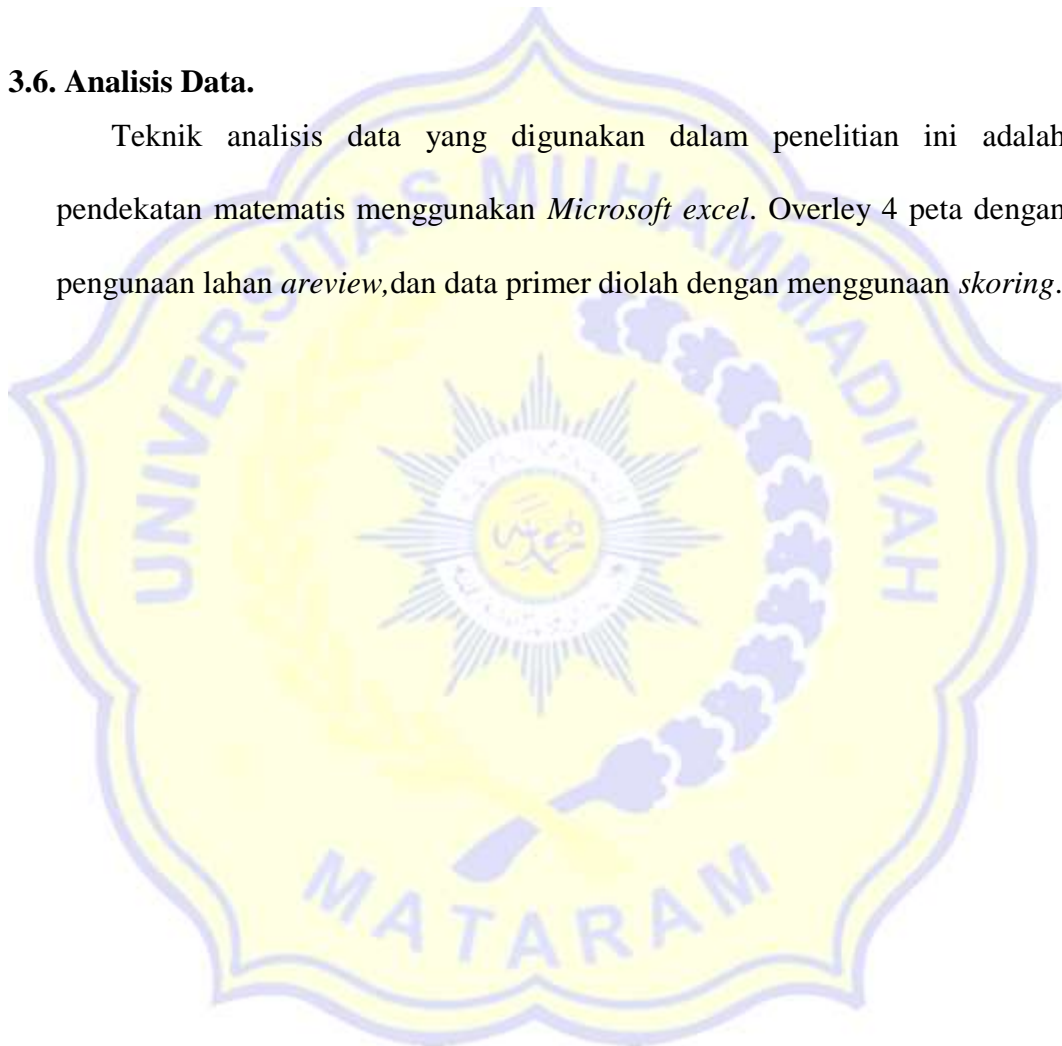 3.6. Analisis Data.
Teknik analisis data yang digunakan dalam penelitian ini adalah
pendekatan matematis menggunakan Microsoft excel. Overley 4 peta dengan
pengunaan lahan areview,dan data primer diolah dengan menggunaan skoring.
UNIVERSITAS MUHAMMADIYAH
MATARAM